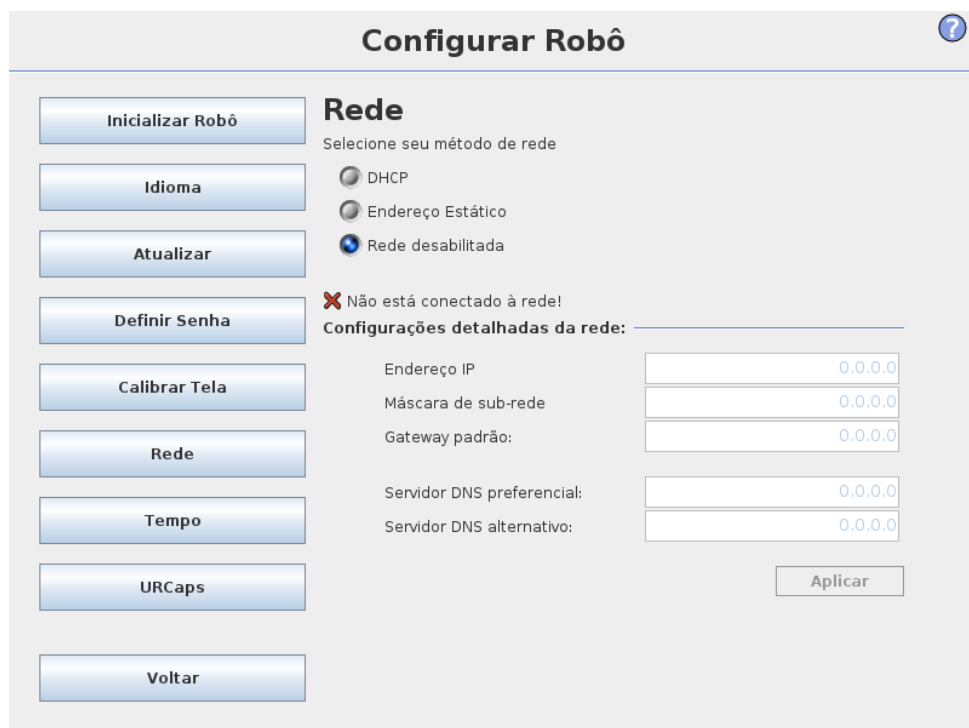 Configurar Robô
?
Inicializar Robô
Idioma
Atualizar
Definir Senha
Calibrar Tela
Rede
Tempo
URCaps
Voltar
Rede
Selecione seu método de rede
DHCP
Endereço Estático
Rede desabilitada
Não está conectado à rede!
Configurações detalhadas da rede:
Endereço IP 0.0.0.0
Máscara de sub-rede 0.0.0.0
Gateway padrão: 0.0.0.0
Servidor DNS preferencial: 0.0.0.0
Servidor DNS alternativo: 0.0.0.0
Aplicar